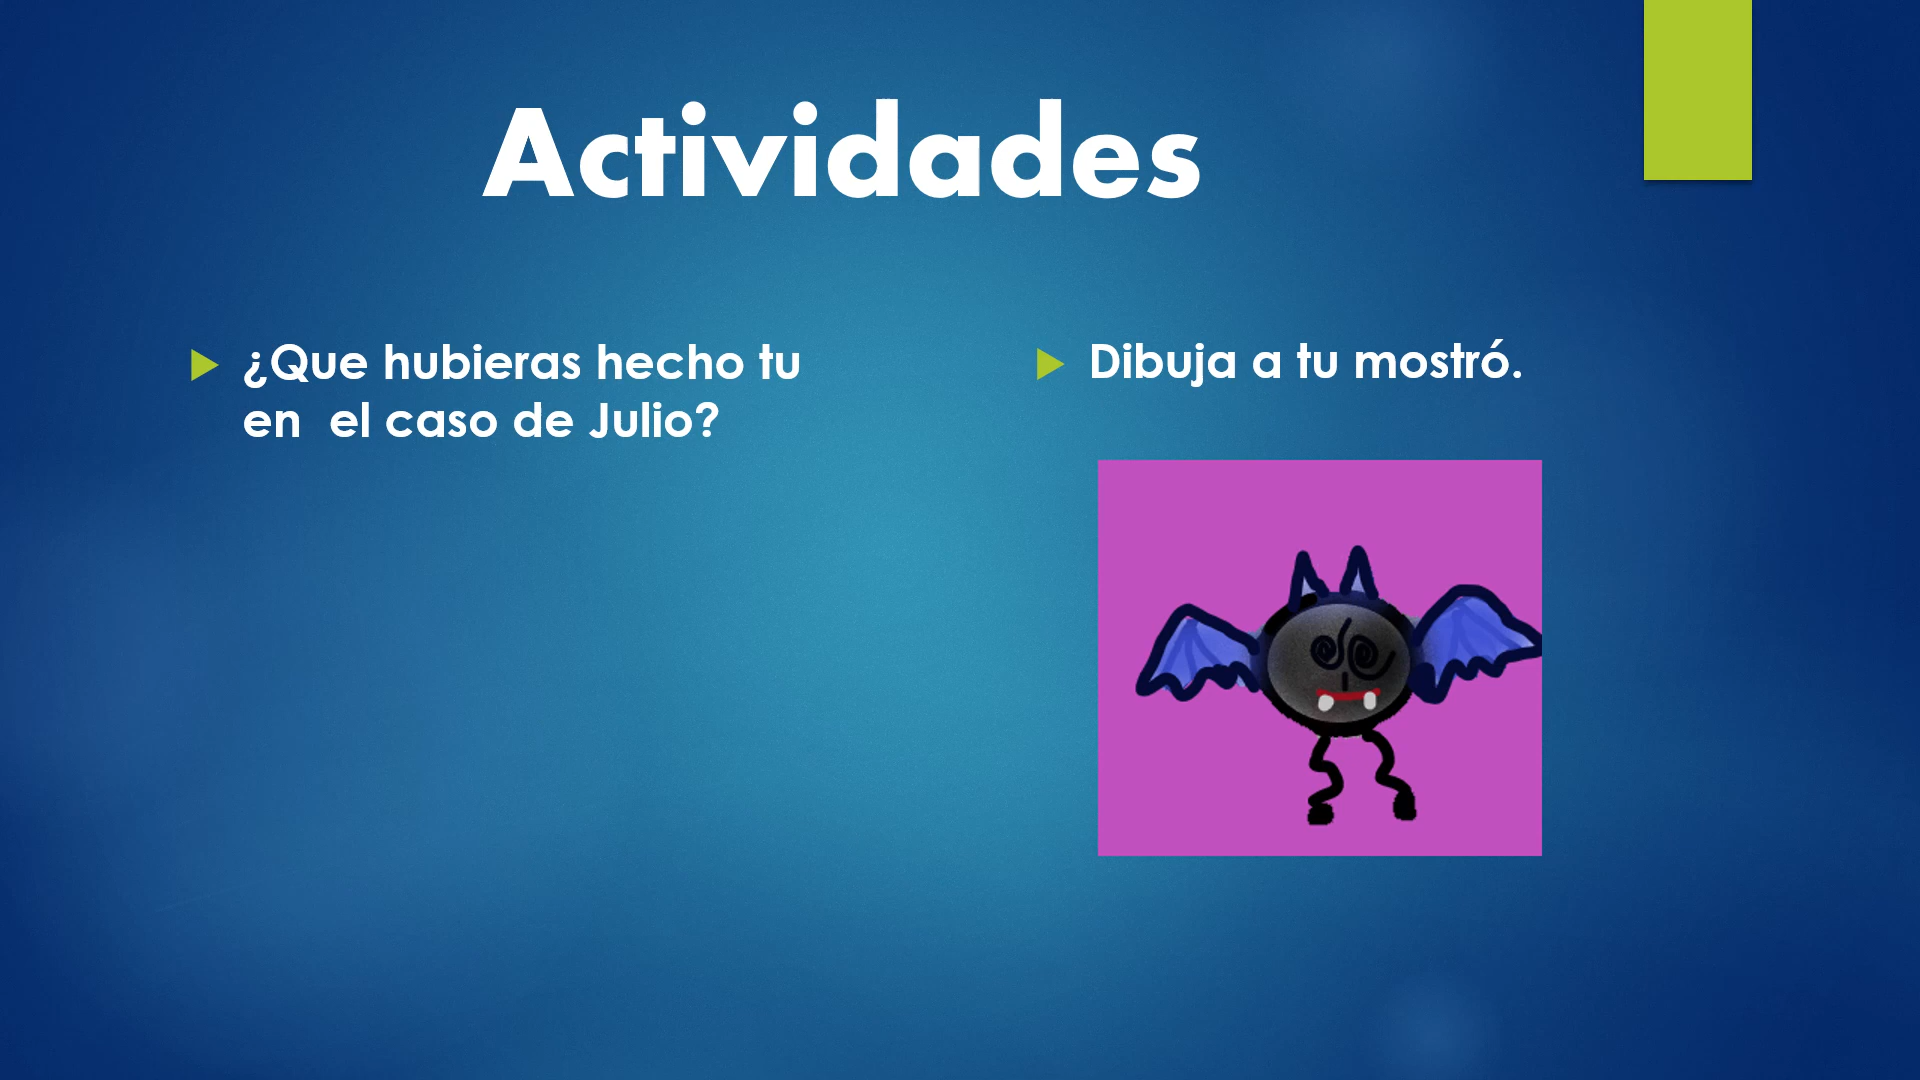 Actividades
¿Que hubieras hecho tu
en  el caso de Julio?
Dibuja a tu mostró.